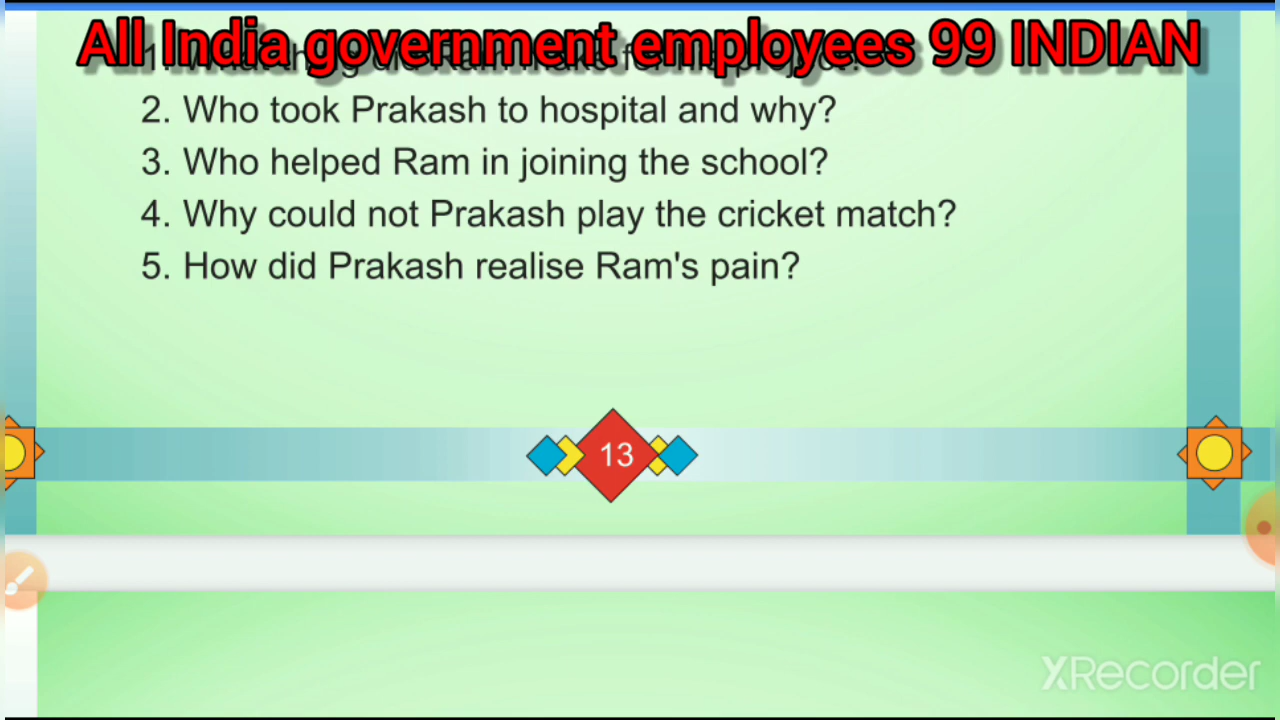 All India government employees 99 INDIAN
2. Who took Prakash to hospital and why?
3. Who helped Ram in joining the school?
4. Why could not Prakash play the cricket match?
5. How did Prakash realise Ram's pain?
13
XRecorder